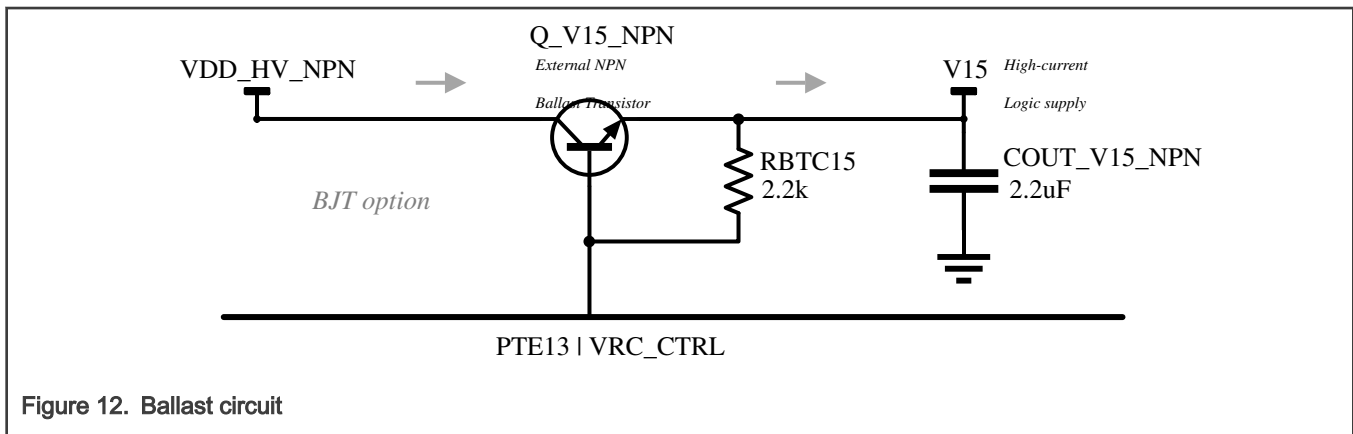 Q_V15_NPN
VDD_HV_NPN
External NPN
Ballast Transistor
V15
High-current
Logic supply
RBTC15
2.2k
COUT_V15_NPN
2.2uF
BJT option
PTE13 | VRC_CTRL
Figure 12. Ballast circuit